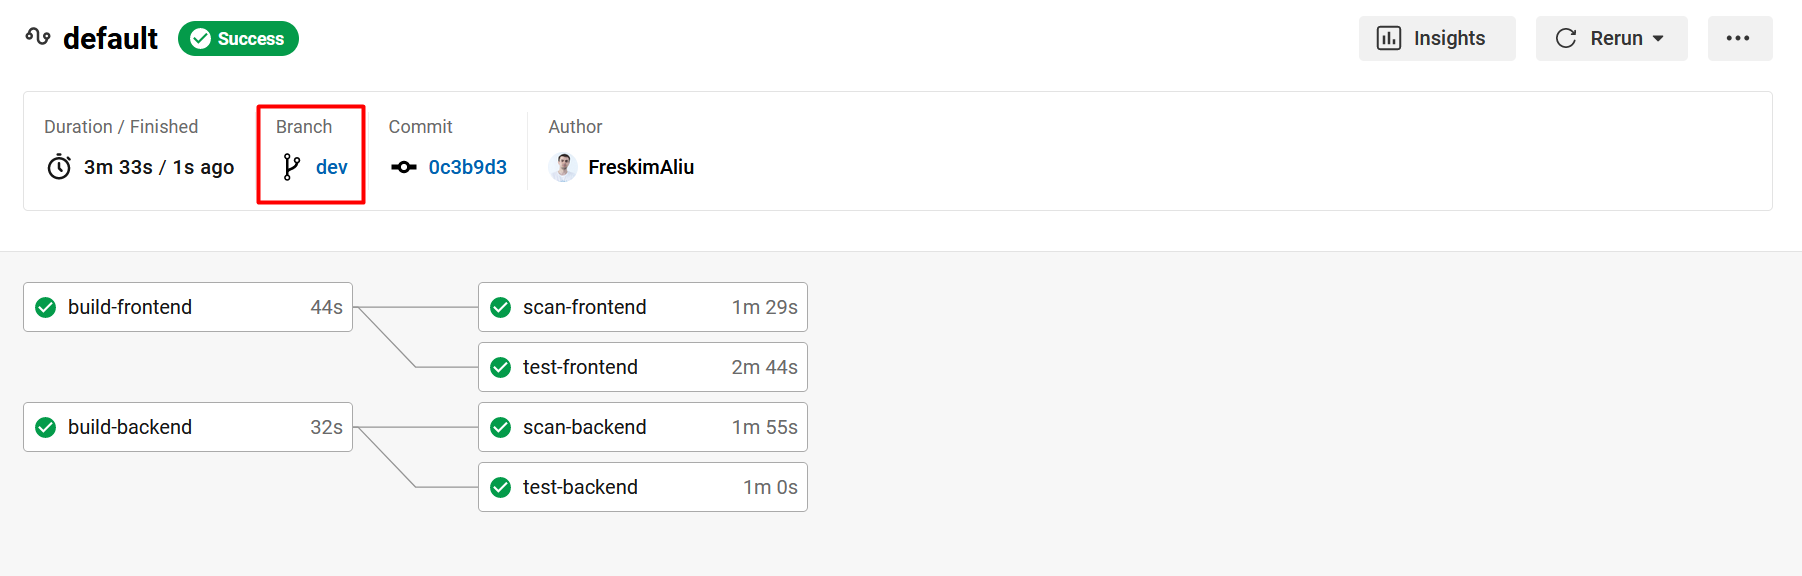 default Success Insights Rerun
Duration / Finished Branch Commit Author
3m 33s / 1s ago dev 0c3b9d3 FreskimAliu
build-frontend 44s scan-frontend 1m 29s
test-frontend 2m 44s
build-backend 32s scan-backend 1m 55s
test-backend 1m 0s